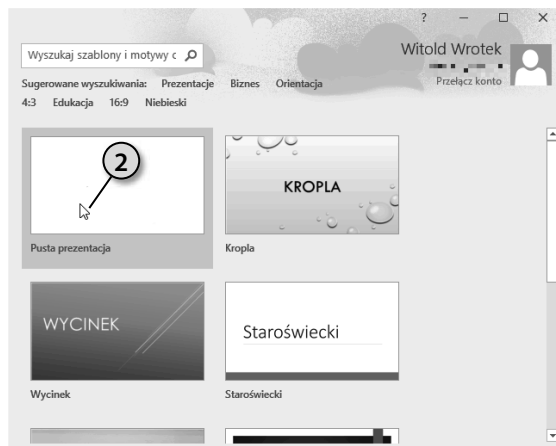 ?
Wyszukaj szablony i motywy c
Witold Wrotek
Przełącz konto
Sugerowane wyszukiwania: Prezentacje Biznes Orientacja
4:3 Edukacja 16:9 Niebieski
2
KROPLA
Pusta prezentacja
Kropla
WYCINEK
Staroświecki
Wycinek
Staroświecki